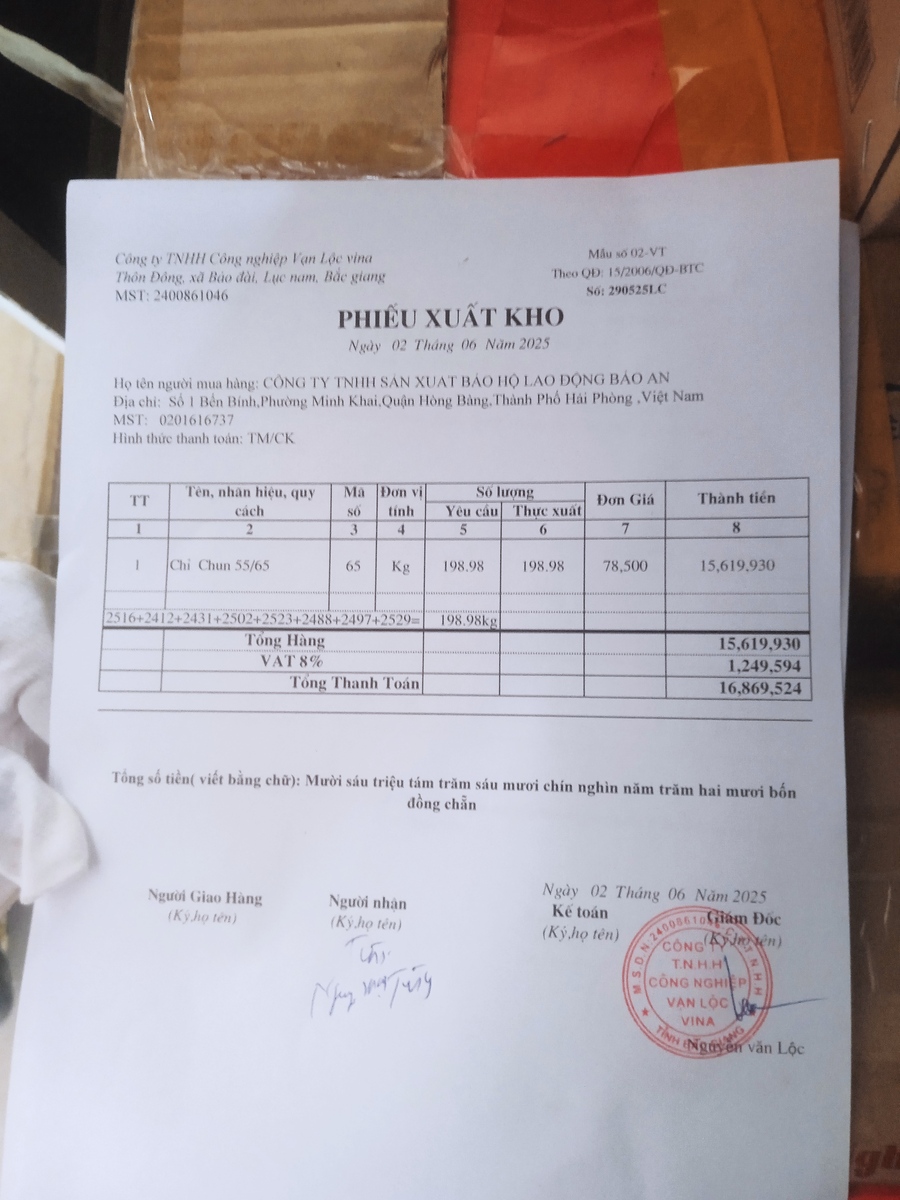 Công ty TNHH Công nghiệp Vạn Lộc vina
Thôn Đông, xã Bảo đài, Lục nam, Bắc giang
MST: 2400861046
Mẫu số 02-VT
Theo QĐ: 15/2006/QĐ-BTC
Số: 290525LC
PHIẾU XUẤT KHO
Ngày 02 Tháng 06 Năm 2025
Họ tên người mua hàng: CÔNG TY TNHH SẢN XUẤT BẢO HỘ LAO ĐỘNG BẢO AN
Địa chỉ: Số 1 Bến Bính,Phường Minh Khai,Quận Hồng Bàng,Thành Phố Hải Phòng ,Việt Nam
MST: 0201616737
Hình thức thanh toán: TM/CK
TT Tên, nhãn hiệu, quy cách Mã số Đơn vị tính Số lượng Đơn Giá Thành tiền
Yêu cầu Thực xuất
1 2 3 4 5 6 7 8
1 Chỉ Chun 55/65 65 Kg 198.98 198.98 78,500 15,619,930
2516+2412+2431+2502+2523+2488+2497+2529= 198.98kg
Tổng Hàng 15,619,930
VAT 8% 1,249,594
Tổng Thanh Toán 16,869,524
Tổng số tiền( viết bằng chữ): Mười sáu triệu tám trăm sáu mươi chín nghìn năm trăm hai mươi bốn
đồng chẵn
Ngày 02 Tháng 06 Năm 2025
Người Giao Hàng Người nhận Kế toán Giám Đốc
(Ký,họ tên) (Ký,họ tên) (Ký,họ tên) (Ký,họ tên)
CÔNG TY
T.N.H.H
CÔNG NGHIỆP
VẠN LỘC
VINA
Nguyễn văn Lộc